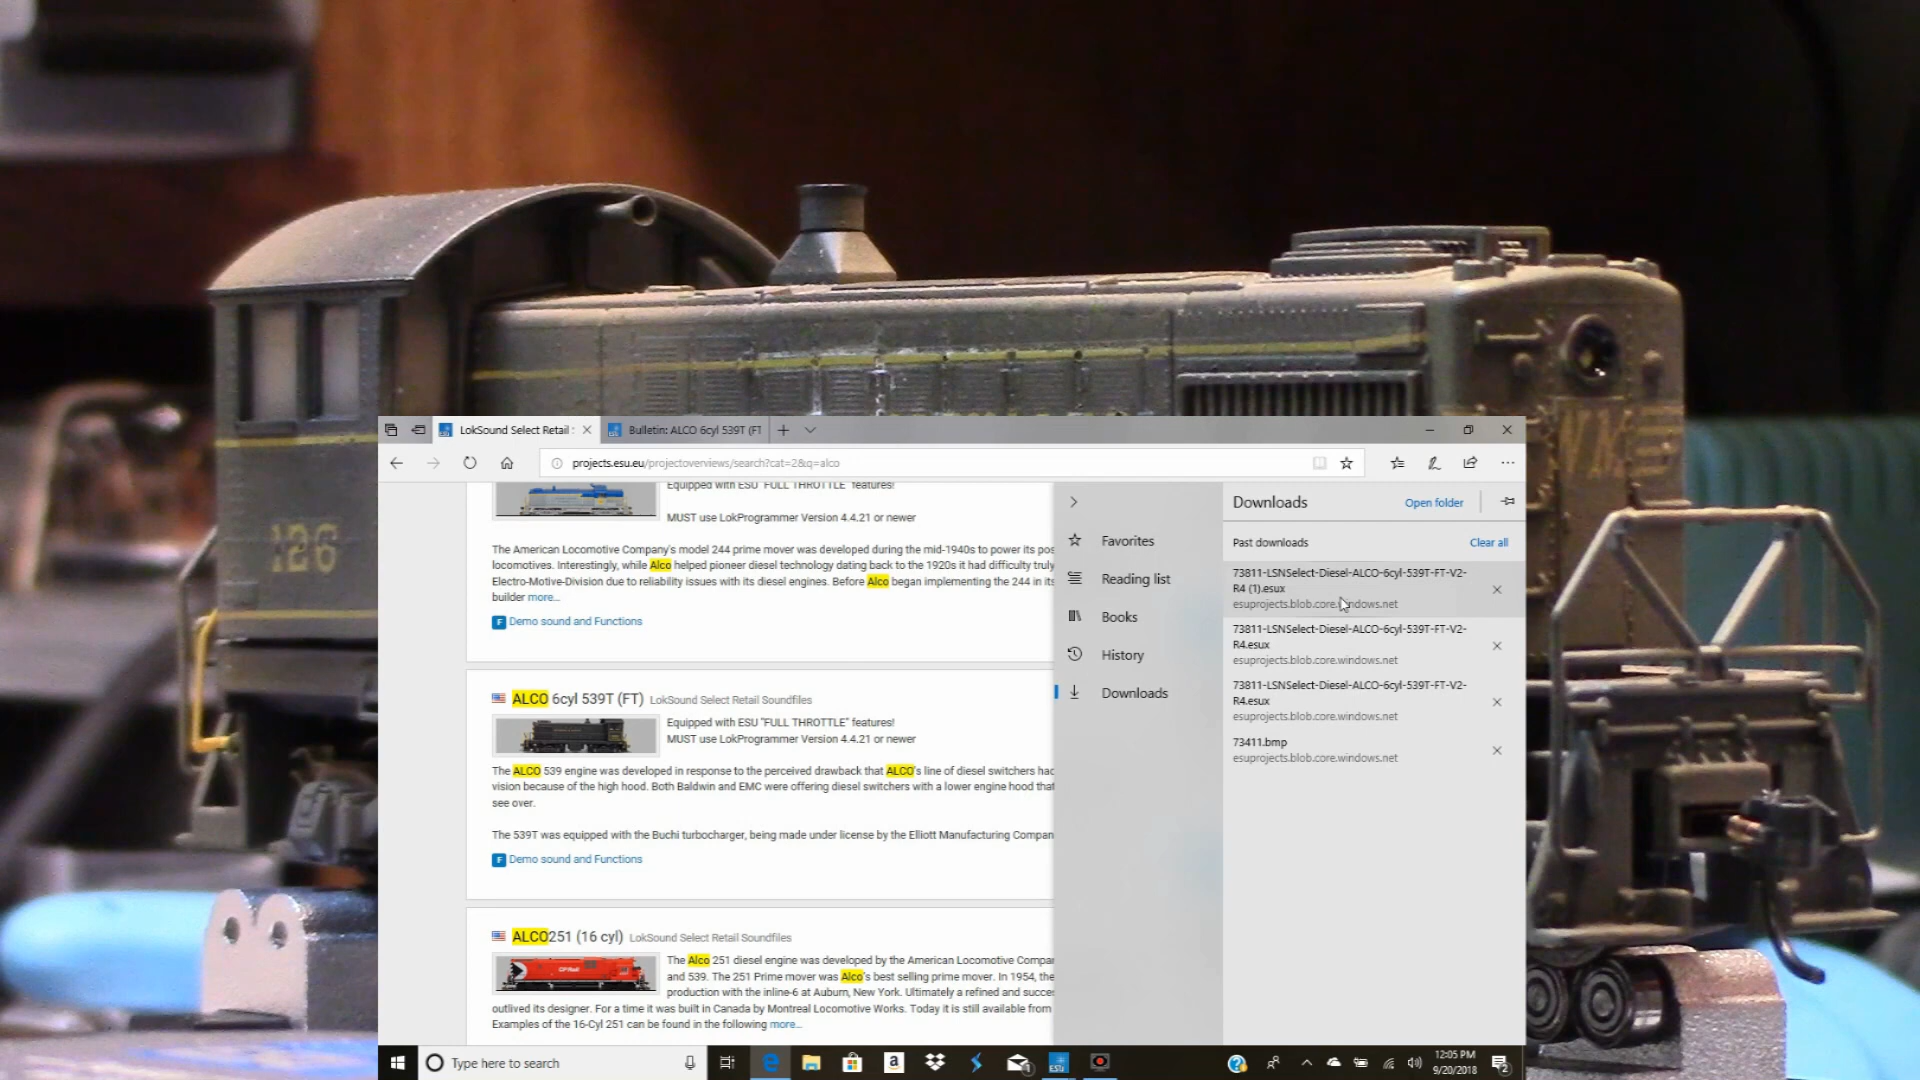 126
LokSound Select Retail :
Bulletin: ALCO 6cyl 539T (FT
projects.esu.eu/projectoverviews/search?cat=2&q=alco
Equipped with ESU "FULL THROTTLE" features!
MUST use LokProgrammer Version 4.4.21 or newer
The American Locomotive Company's model 244 prime mover was developed during the mid-1940s to power its pos
locomotives. Interestingly, while Alco helped pioneer diesel technology dating back to the 1920s it had difficulty truly
Electro-Motive-Division due to reliability issues with its diesel engines. Before Alco began implementing the 244 in its
builder more...
F Demo sound and Functions
ALCO 6cyl 539T (FT) LokSound Select Retail Soundfiles
Equipped with ESU "FULL THROTTLE" features!
MUST use LokProgrammer Version 4.4.21 or newer
The ALCO 539 engine was developed in response to the perceived drawback that ALCO's line of diesel switchers had
vision because of the high hood. Both Baldwin and EMC were offering diesel switchers with a lower engine hood that
see over.
The 539T was equipped with the Buchi turbocharger, being made under license by the Elliott Manufacturing Compan
F Demo sound and Functions
ALCO251 (16 cyl) LokSound Select Retail Soundfiles
CP Rail
The Alco 251 diesel engine was developed by the American Locomotive Compar
and 539. The 251 Prime mover was Alco's best selling prime mover. In 1954, the
production with the inline-6 at Auburn, New York. Ultimately a refined and succes
outlived its designer. For a time it was built in Canada by Montreal Locomotive Works. Today it is still available from
Examples of the 16-Cyl 251 can be found in the following more...
Favorites
Reading list
Books
History
Downloads
Downloads
Open folder
Past downloads
Clear all
73811-LSNSelect-Diesel-ALCO-6cyl-539T-FT-V2-
R4 (1).esux
esuprojects.blob.core.windows.net
73811-LSNSelect-Diesel-ALCO-6cyl-539T-FT-V2-
R4.esux
esuprojects.blob.core.windows.net
73811-LSNSelect-Diesel-ALCO-6cyl-539T-FT-V2-
R4.esux
esuprojects.blob.core.windows.net
73411.bmp
esuprojects.blob.core.windows.net
Type here to search
ESU
12:05 PM
9/20/2018
2